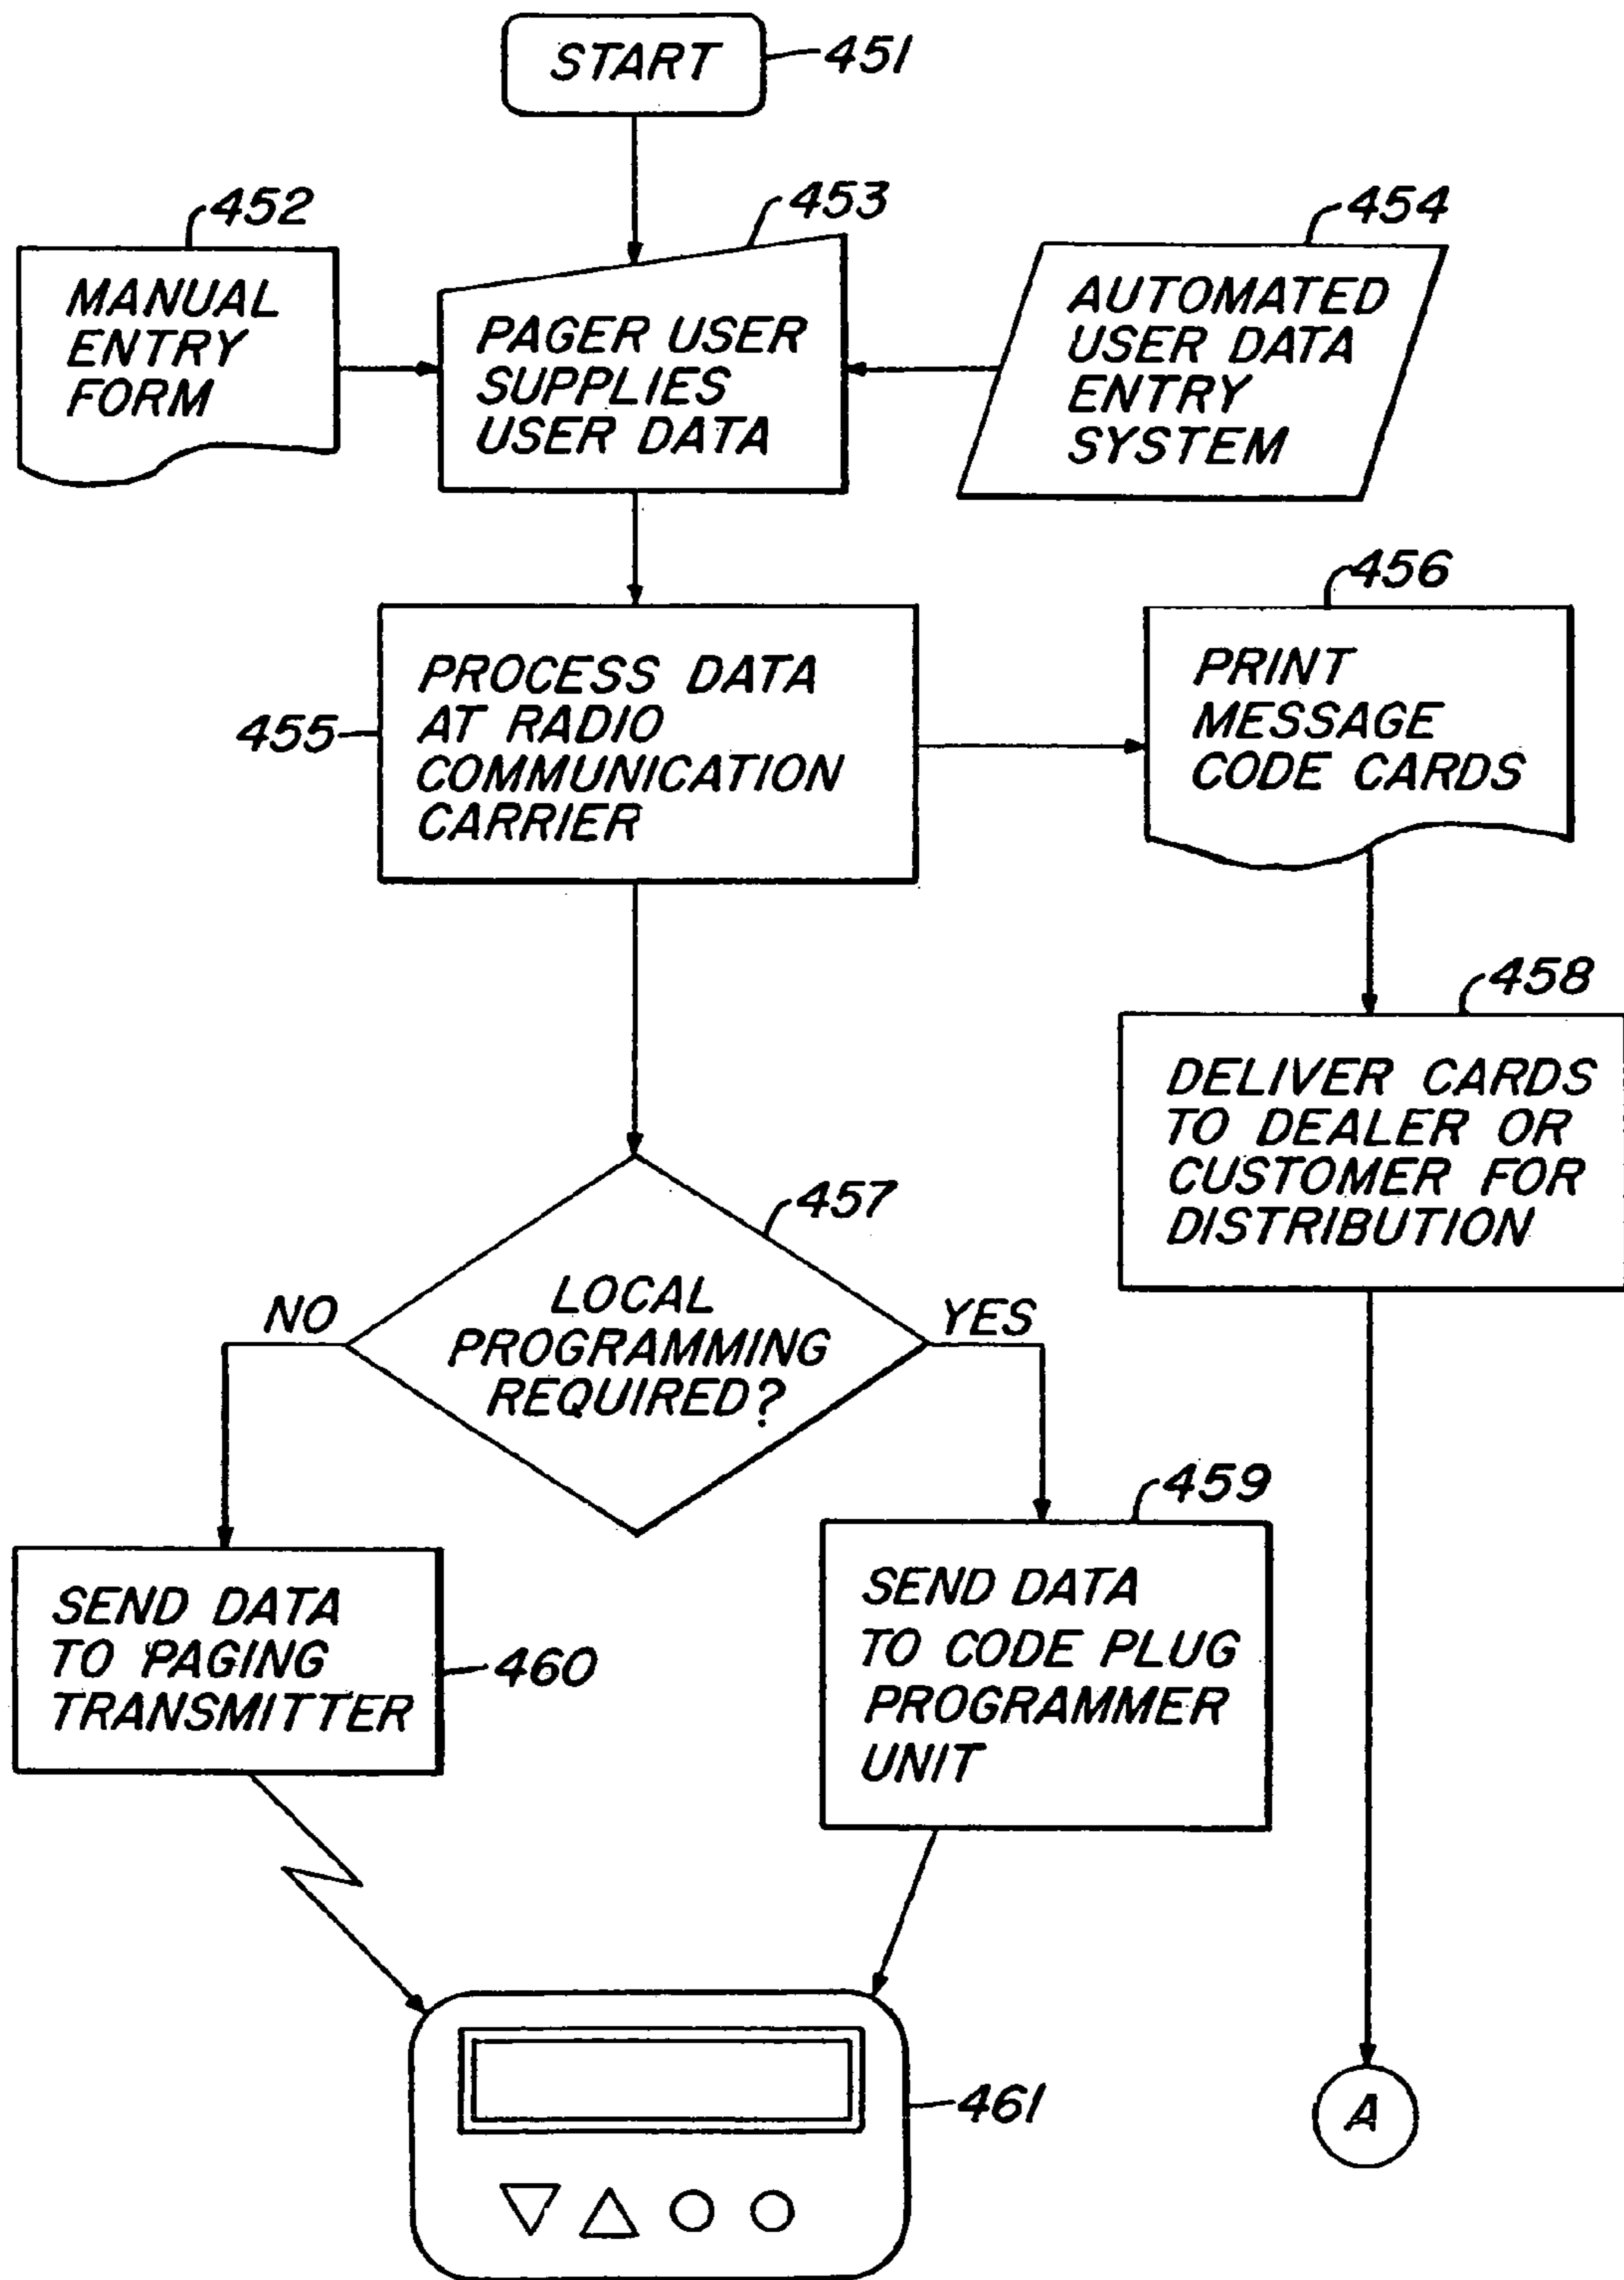 START
451
452
MANUAL
ENTRY
FORM
453
PAGER USER
SUPPLIES
USER DATA
454
AUTOMATED
USER DATA
ENTRY
SYSTEM
455
PROCESS DATA
AT RADIO
COMMUNICATION
CARRIER
456
PRINT
MESSAGE
CODE CARDS
458
DELIVER CARDS
TO DEALER OR
CUSTOMER FOR
DISTRIBUTION
457
LOCAL
PROGRAMMING
REQUIRED?
NO
YES
SEND DATA
TO PAGING
TRANSMITTER
460
459
SEND DATA
TO CODE PLUG
PROGRAMMER
UNIT
461
A